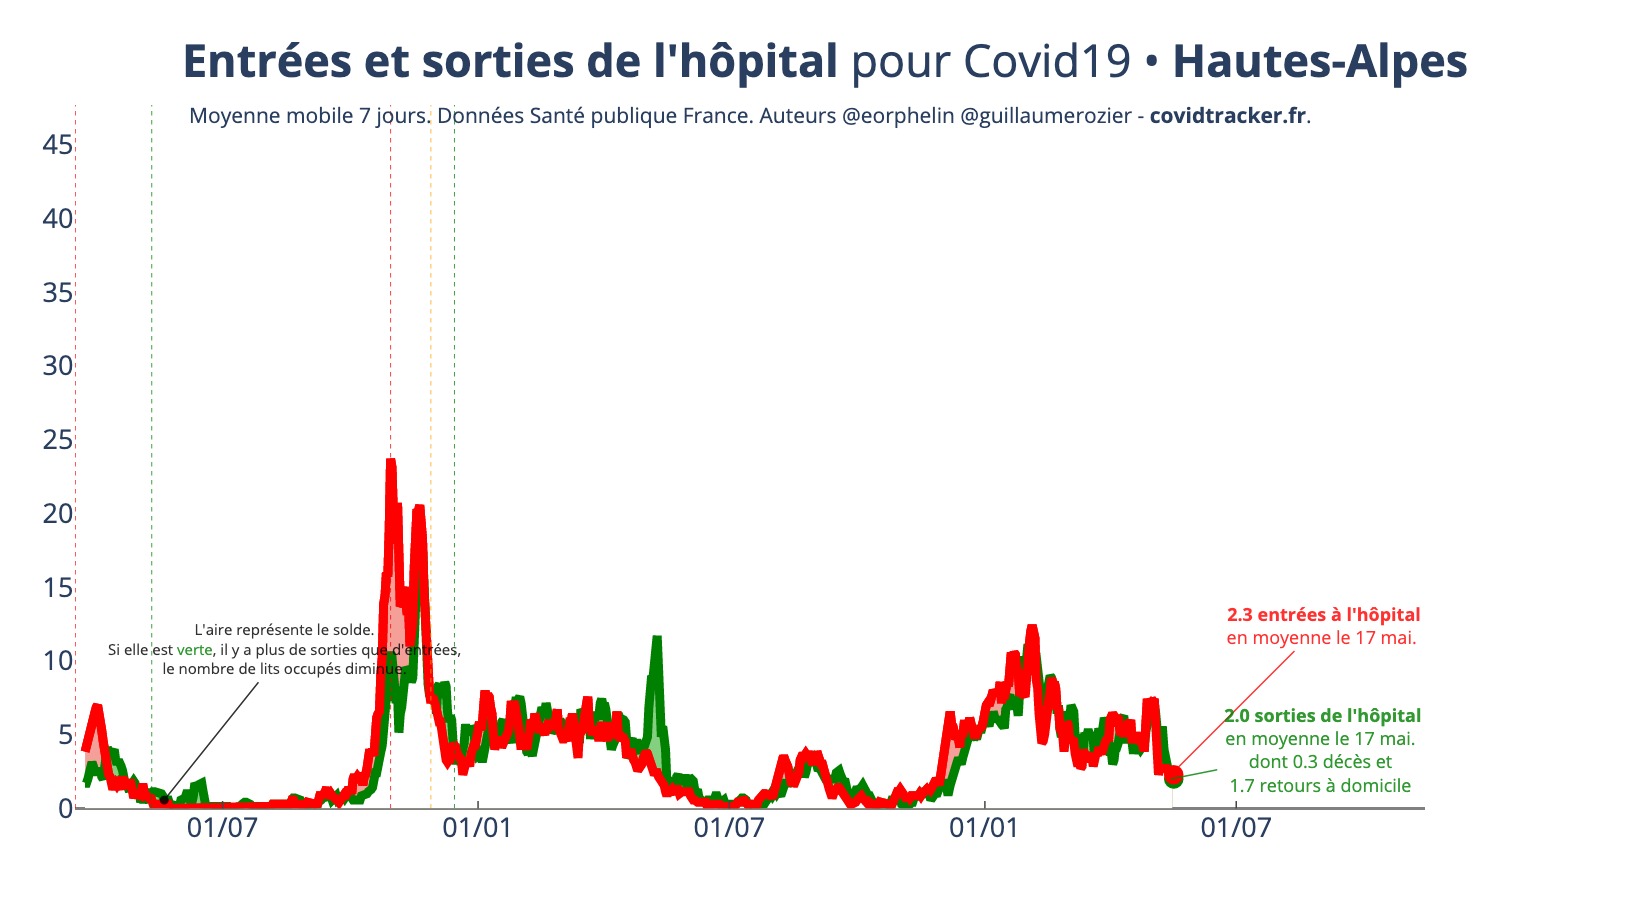 Entrées et sorties de l'hôpital pour Covid19 • Hautes-Alpes
Moyenne mobile 7 jours. Données Santé publique France. Auteurs @eorphelin @guillaumerozier - covidtracker.fr.
45
40
35
30
25
20
15
10
5
0
L'aire représente le solde.
Si elle est verte, il y a plus de sorties que d'entrées,
le nombre de lits occupés diminue.
2.3 entrées à l'hôpital
en moyenne le 17 mai.
2.0 sorties de l'hôpital
en moyenne le 17 mai.
dont 0.3 décès et
1.7 retours à domicile
01/07
01/01
01/07
01/01
01/07